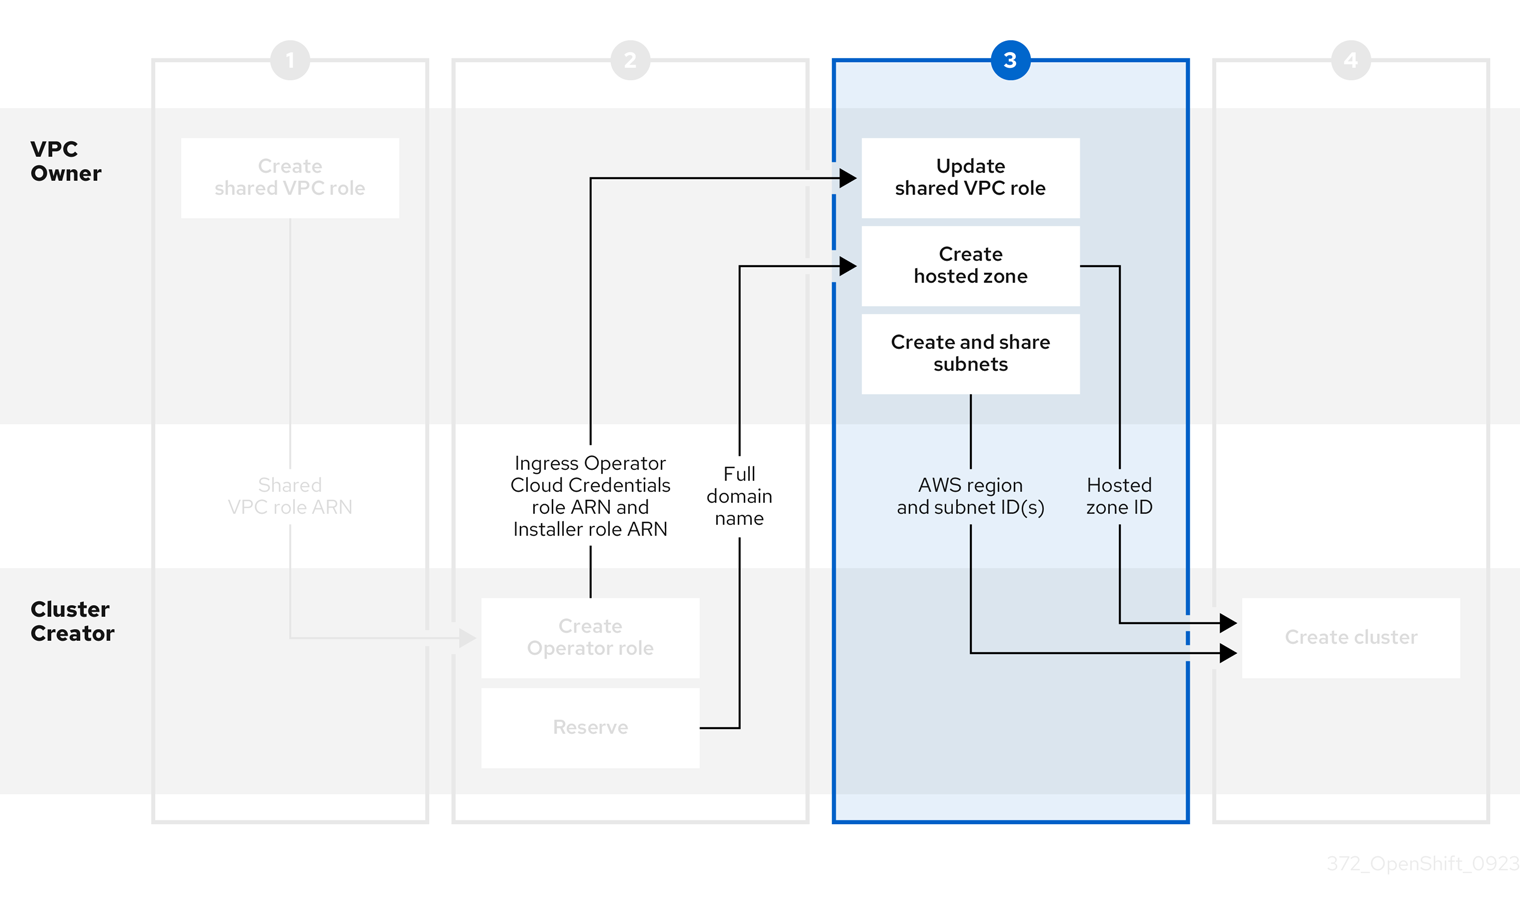 1
2
3
4
VPC
Owner
Create
shared VPC role
Update
shared VPC role
Create
hosted zone
Create and share
subnets
Shared
VPC role ARN
Ingress Operator
Cloud Credentials
role ARN and
Installer role ARN
Full
domain
name
AWS region
and subnet ID(s)
Hosted
zone ID
Cluster
Creator
Create
Operator role
Reserve
Create cluster
372_OpenShift_0923